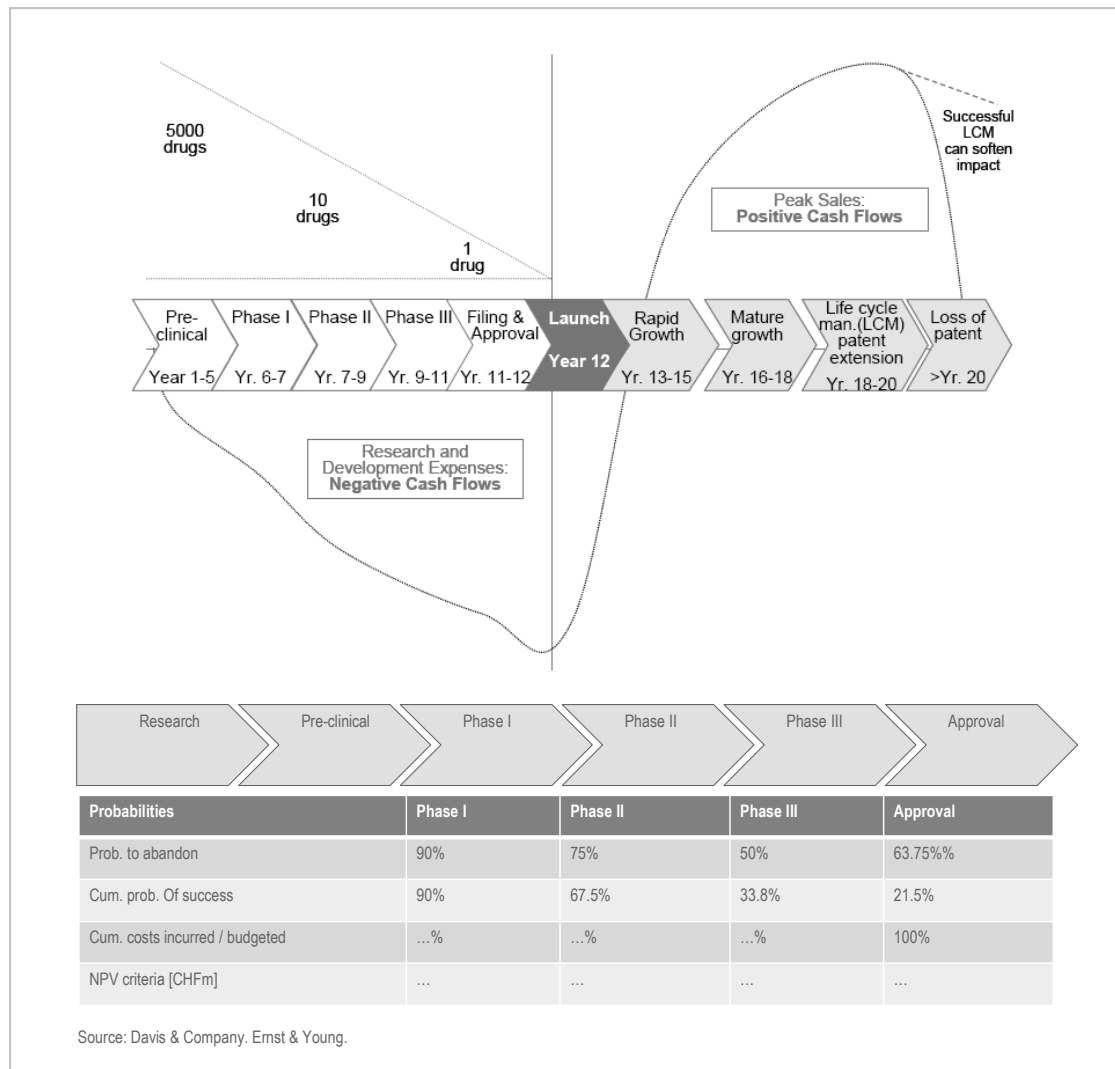 5000
drugs
10
drugs
1
drug
Successful
LCM
can soften
impact
Peak Sales:
Positive Cash Flows
Pre-
clinical
Year 1-5
Phase I
Yr. 6-7
Phase II
Yr. 7-9
Phase III
Yr. 9-11
Filing &
Approval
Yr. 11-12
Launch
Year 12
Rapid
Growth
Yr. 13-15
Mature
growth
Yr. 16-18
Life cycle
man.(LCM)
patent
extension
Yr. 18-20
Loss of
patent
>Yr. 20
Research and
Development Expenses:
Negative Cash Flows
Research Pre-clinical Phase I Phase II Phase III Approval
Probabilities Phase I Phase II Phase III Approval
Prob. to abandon 90% 75% 50% 63.75%%
Cum. prob. Of success 90% 67.5% 33.8% 21.5%
Cum. costs incurred / budgeted …% …% …% 100%
NPV criteria [CHFm] … … … …
Source: Davis & Company. Ernst & Young.